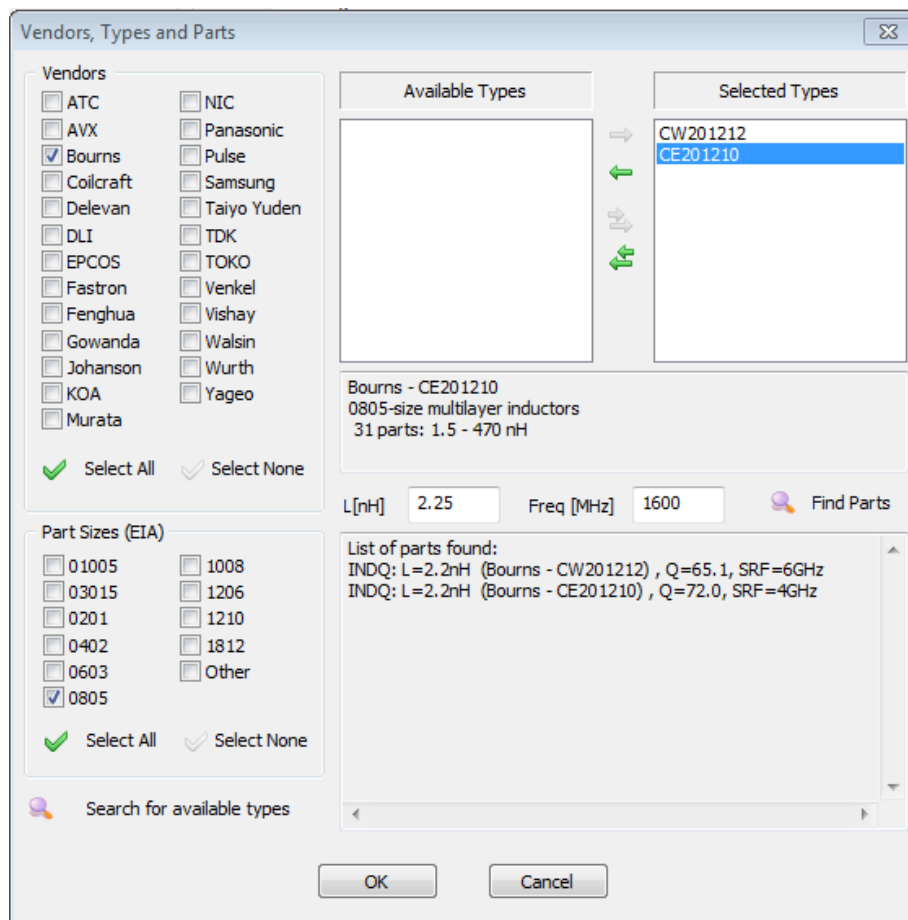 Vendors, Types and Parts
Vendors
ATC
AVX
Bourns
Coilcraft
Delevan
DLI
EPCOS
Fastron
Fenghua
Gowanda
Johanson
KOA
Murata
NIC
Panasonic
Pulse
Samsung
Taiyo Yuden
TDK
TOKO
Venkel
Vishay
Walsin
Wurth
Yageo
Select All
Select None
Part Sizes (EIA)
01005
03015
0201
0402
0603
0805
1008
1206
1210
1812
Other
Select All
Select None
Search for available types
Available Types
Selected Types
CW201212
CE201210
Bourns - CE201210
0805-size multilayer inductors
31 parts: 1.5 - 470 nH
L[nH] 2.25 Freq [MHz] 1600 Find Parts
List of parts found:
INDQ: L=2.2nH (Bourns - CW201212) , Q=65.1, SRF=6GHz
INDQ: L=2.2nH (Bourns - CE201210) , Q=72.0, SRF=4GHz
OK
Cancel